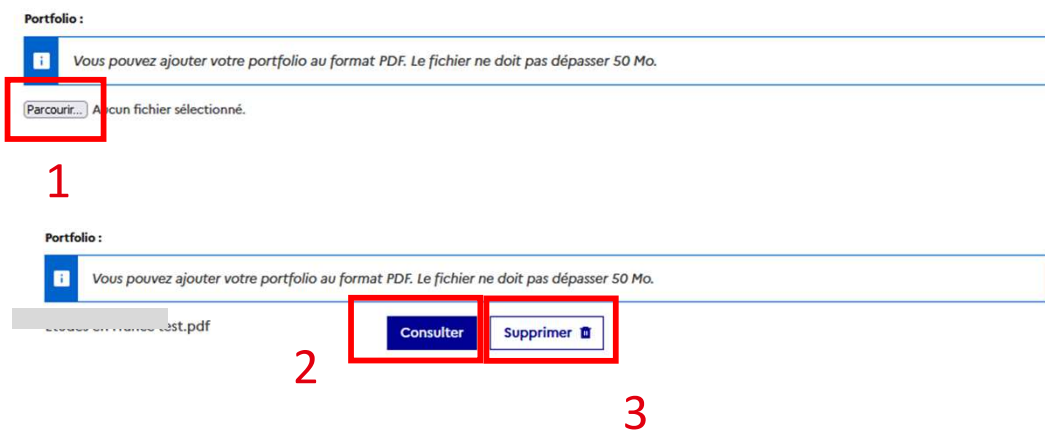 Portfolio :
Vous pouvez ajouter votre portfolio au format PDF. Le fichier ne doit pas dépasser 50 Mo.
Parcourir... Aucun fichier sélectionné.
1
Portfolio :
Vous pouvez ajouter votre portfolio au format PDF. Le fichier ne doit pas dépasser 50 Mo.
test.pdf Consulter Supprimer
2
3